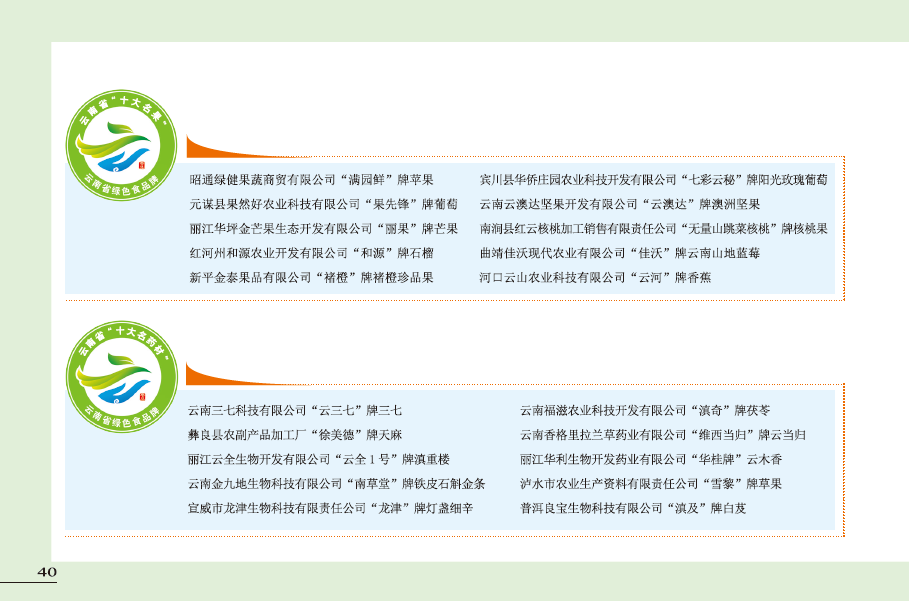 云南省“十大名果”
云南省绿色食品牌
昭通绿健果蔬商贸有限公司“满园鲜”牌苹果
元谋县果然好农业科技有限公司“果先锋”牌葡萄
丽江华坪金芒果生态开发有限公司“丽果”牌芒果
红河州和源农业开发有限公司“和源”牌石榴
新平金泰果品有限公司“褚橙”牌褚橙珍品果
宾川县华侨庄园农业科技开发有限公司“七彩云秘”牌阳光玫瑰葡萄
云南云澳达坚果开发有限公司“云澳达”牌澳洲坚果
南涧县红云核桃加工销售有限责任公司“无量山跳菜核桃”牌核桃果
曲靖佳沃现代农业有限公司“佳沃”牌云南山地蓝莓
河口云山农业科技有限公司“云河”牌香蕉
云南省“十大名药材”
云南省绿色食品牌
云南三七科技有限公司“云三七”牌三七
彝良县农副产品加工厂“徐美德”牌天麻
丽江云全生物开发有限公司“云全 1 号”牌滇重楼
云南金九地生物科技有限公司“南草堂”牌铁皮石斛金条
宣威市龙津生物科技有限责任公司“龙津”牌灯盏细辛
云南福滋农业科技开发有限公司“滇奇”牌茯苓
云南香格里拉兰草药业有限公司“维西当归”牌云当归
丽江华利生物开发药业有限公司“华桂牌”云木香
泸水市农业生产资料有限责任公司“雪黎”牌草果
普洱良宝生物科技有限公司“滇及”牌白芨
40